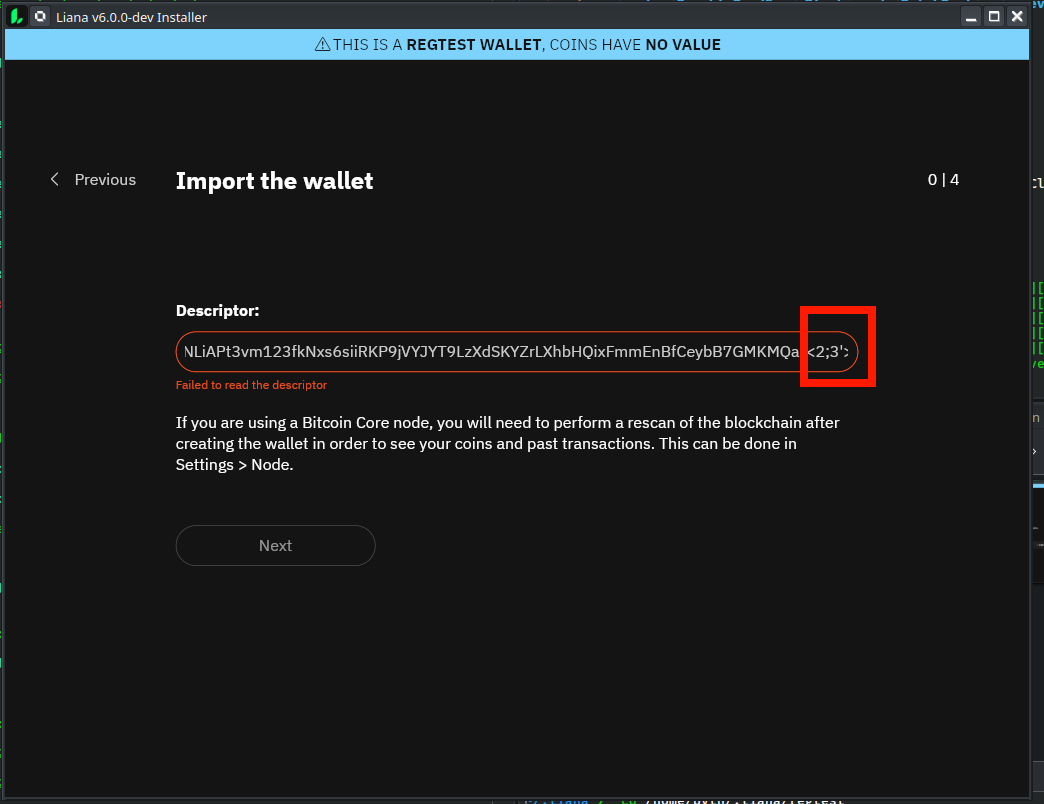 Liana v6.0.0-dev Installer
⚠THIS IS A REGTEST WALLET, COINS HAVE NO VALUE
< Previous
Import the wallet
0 | 4
Descriptor:
NLiAPt3vm123fkNxs6siiRKP9jVYJYT9LzXdSKYZrLXhbHQixFmmEnBfCeybB7GMKMQa
<2;3'>
Failed to read the descriptor
If you are using a Bitcoin Core node, you will need to perform a rescan of the blockchain after
creating the wallet in order to see your coins and past transactions. This can be done in
Settings > Node.
Next